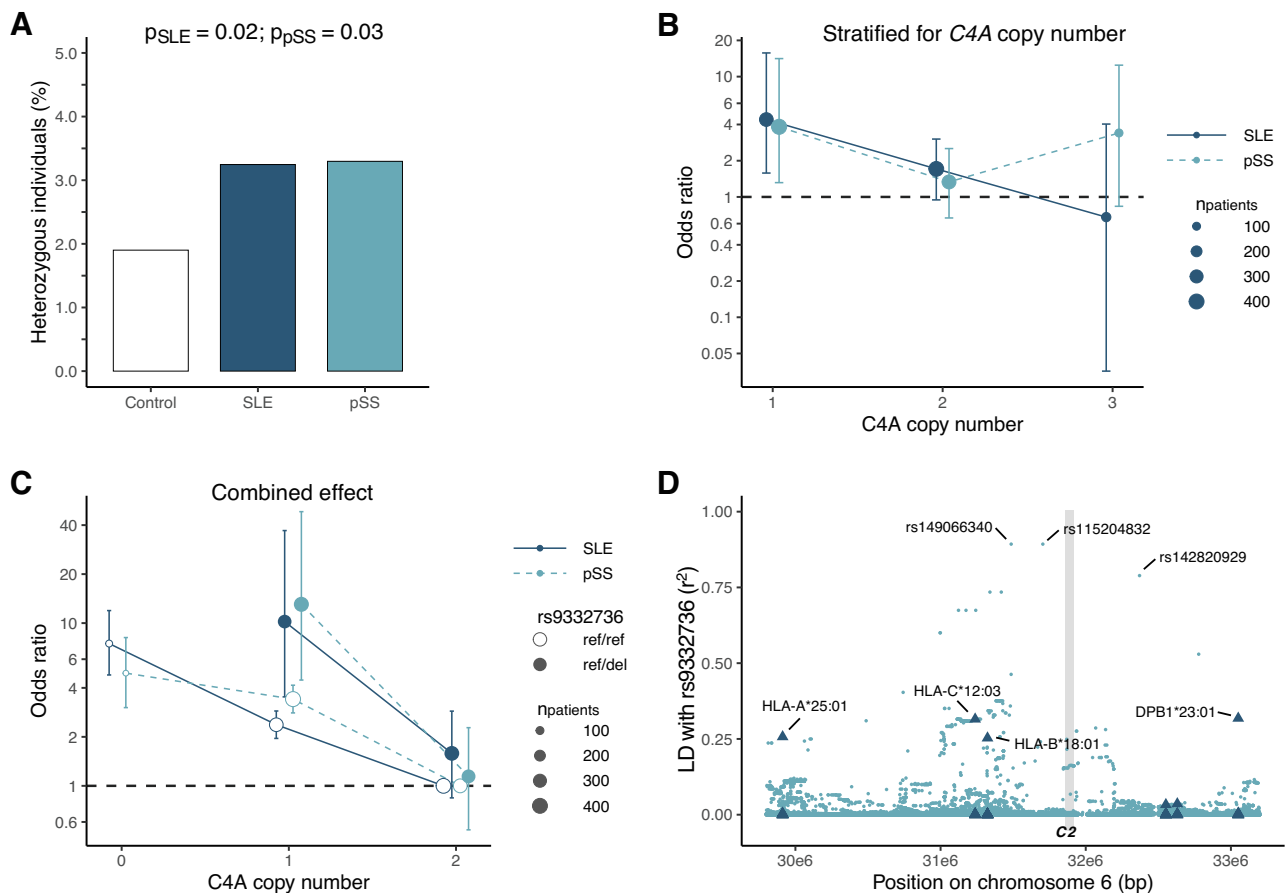 A
pSLE = 0.02; ppSS = 0.03
Heterozygous individuals (%)
5.0
4.0
3.0
2.0
1.0
0.0
Control
SLE
pSS
B
Stratified for C4A copy number
Odds ratio
20
10
6
4
2
1
0.6
0.4
0.2
0.1
0.05
1
2
3
C4A copy number
SLE
pSS
npatients
100
200
300
400
C
Combined effect
Odds ratio
40
20
10
6
4
2
1
0.6
0
1
2
C4A copy number
SLE
pSS
rs9332736
ref/ref
ref/del
npatients
100
200
300
400
D
LD with rs9332736 (r²)
1.00
0.75
0.50
0.25
0.00
rs149066340
rs115204832
rs142820929
HLA-A*25:01
HLA-C*12:03
HLA-B*18:01
DPB1*23:01
C2
30e6
31e6
32e6
33e6
Position on chromosome 6 (bp)